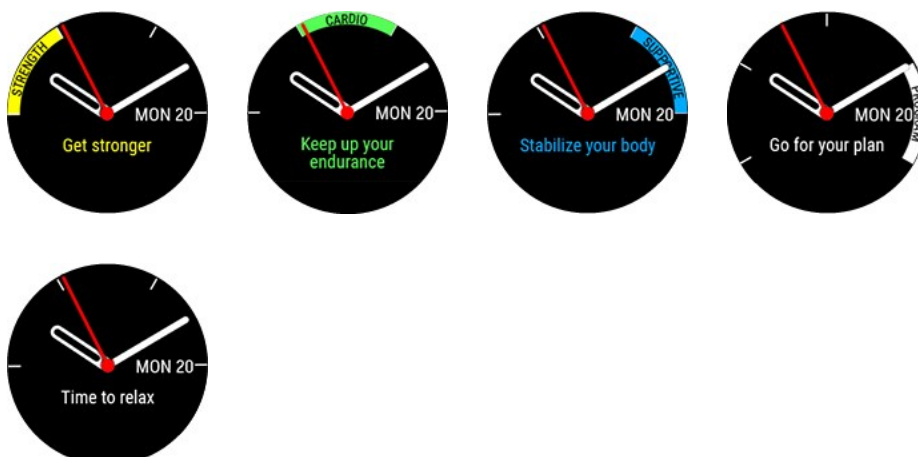 STRENGTH
MON 20
Get stronger
CARDIO
MON 20
Keep up your
endurance
SUPPORTIVE
MON 20
Stabilize your body
PROGRAM
MON 20
Go for your plan
MON 20
Time to relax